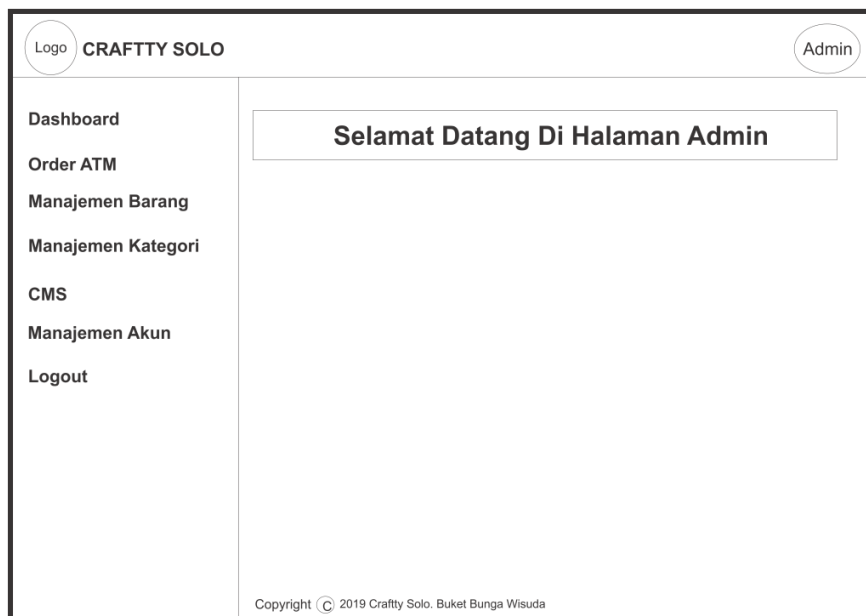 Logo CRAFTTY SOLO
Admin
Dashboard
Selamat Datang Di Halaman Admin
Order ATM
Manajemen Barang
Manajemen Kategori
CMS
Manajemen Akun
Logout
Copyright C 2019 Craftty Solo. Buket Bunga Wisuda